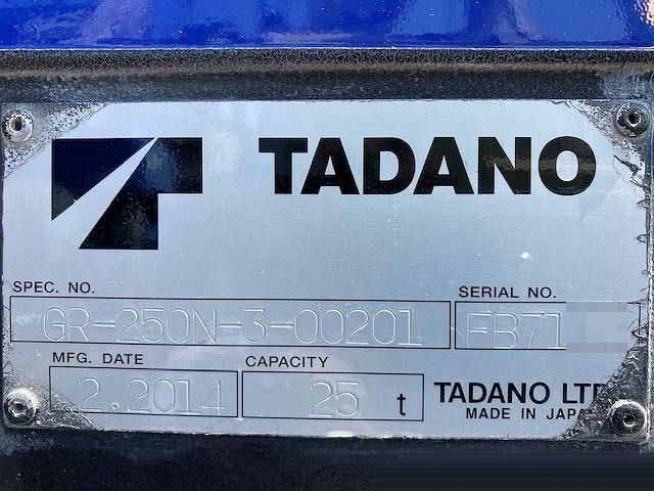 TADANO
SPEC. NO.
SERIAL NO.
GR-250N-3-00201
FB71
MFG. DATE
CAPACITY
2.2014
25 t
TADANO LTD
MADE IN JAPA